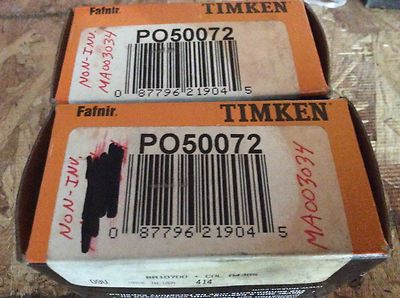 Fafnir. TIMKEN
PO50072
NON-INV.
MA003034
0 87796 21904 5
Fafnir. TIMKEN
PO50072
NON-INV.
MA003034
0 87796 21904 5
414